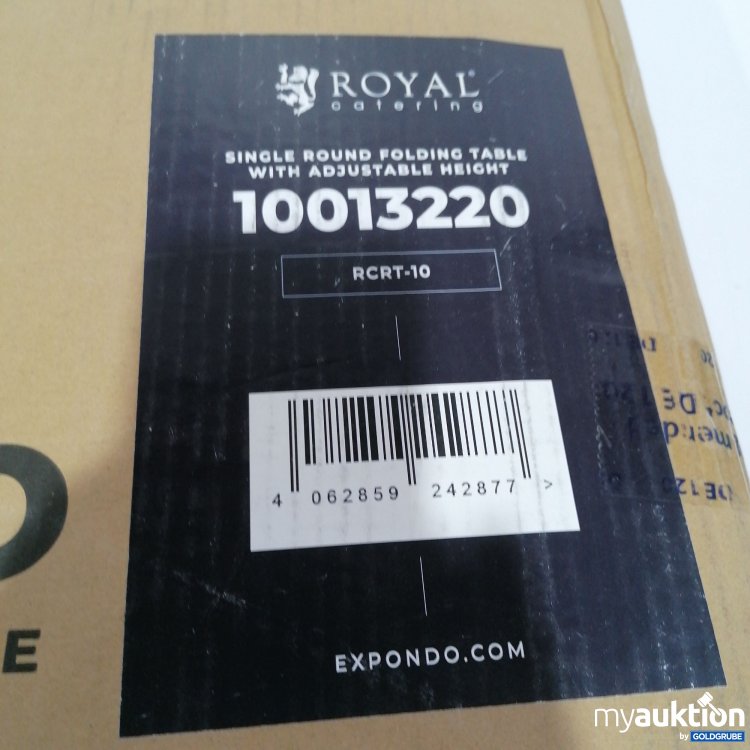 ROYAL
catering
SINGLE ROUND FOLDING TABLE
WITH ADJUSTABLE HEIGHT
10013220
RCRT-10
4 062859 242877 >
EXPONDO.COM
E
myauktion
by GOLDGRUBE